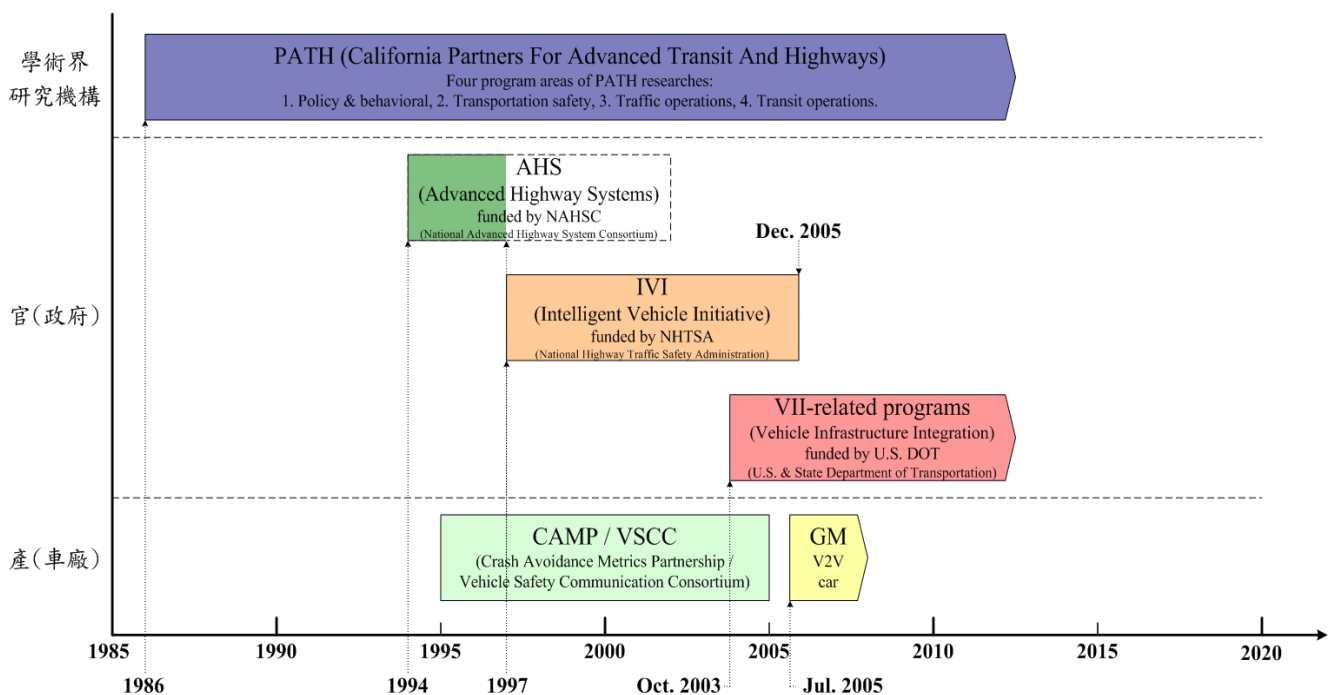 學術界
研究機構
PATH (California Partners For Advanced Transit And Highways)
Four program areas of PATH researches:
1. Policy & behavioral, 2. Transportation safety, 3. Traffic operations, 4. Transit operations.
AHS
(Advanced Highway Systems)
funded by NAHSC
(National Advanced Highway System Consortium)
Dec. 2005
官(政府)
IVI
(Intelligent Vehicle Initiative)
funded by NHTSA
(National Highway Traffic Safety Administration)
VII-related programs
(Vehicle Infrastructure Integration)
funded by U.S. DOT
(U.S. & State Department of Transportation)
產(車廠)
CAMP / VSCC
(Crash Avoidance Metrics Partnership /
Vehicle Safety Communication Consortium)
GM
V2V
car
1985 1990 1995 2000 2005 2010 2015 2020
1986 1994 1997 Oct. 2003 Jul. 2005